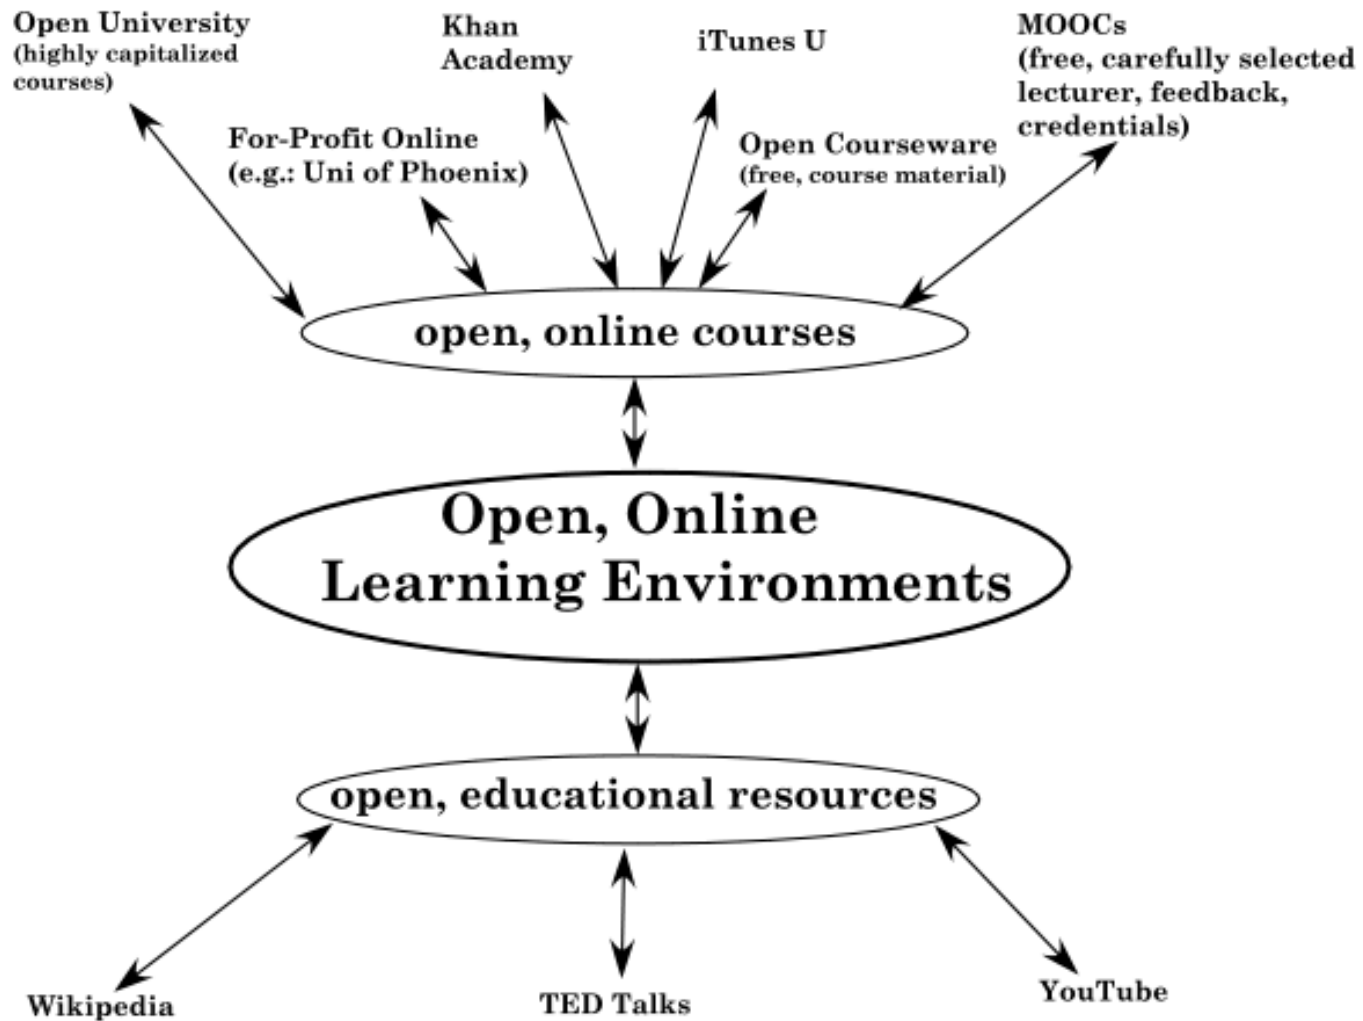 Open University
(highly capitalized
courses)
Khan
Academy
iTunes U
MOOCs
(free, carefully selected
lecturer, feedback,
credentials)
For-Profit Online
(e.g.: Uni of Phoenix)
Open Courseware
(free, course material)
open, online courses
Open, Online
Learning Environments
open, educational resources
Wikipedia
TED Talks
YouTube